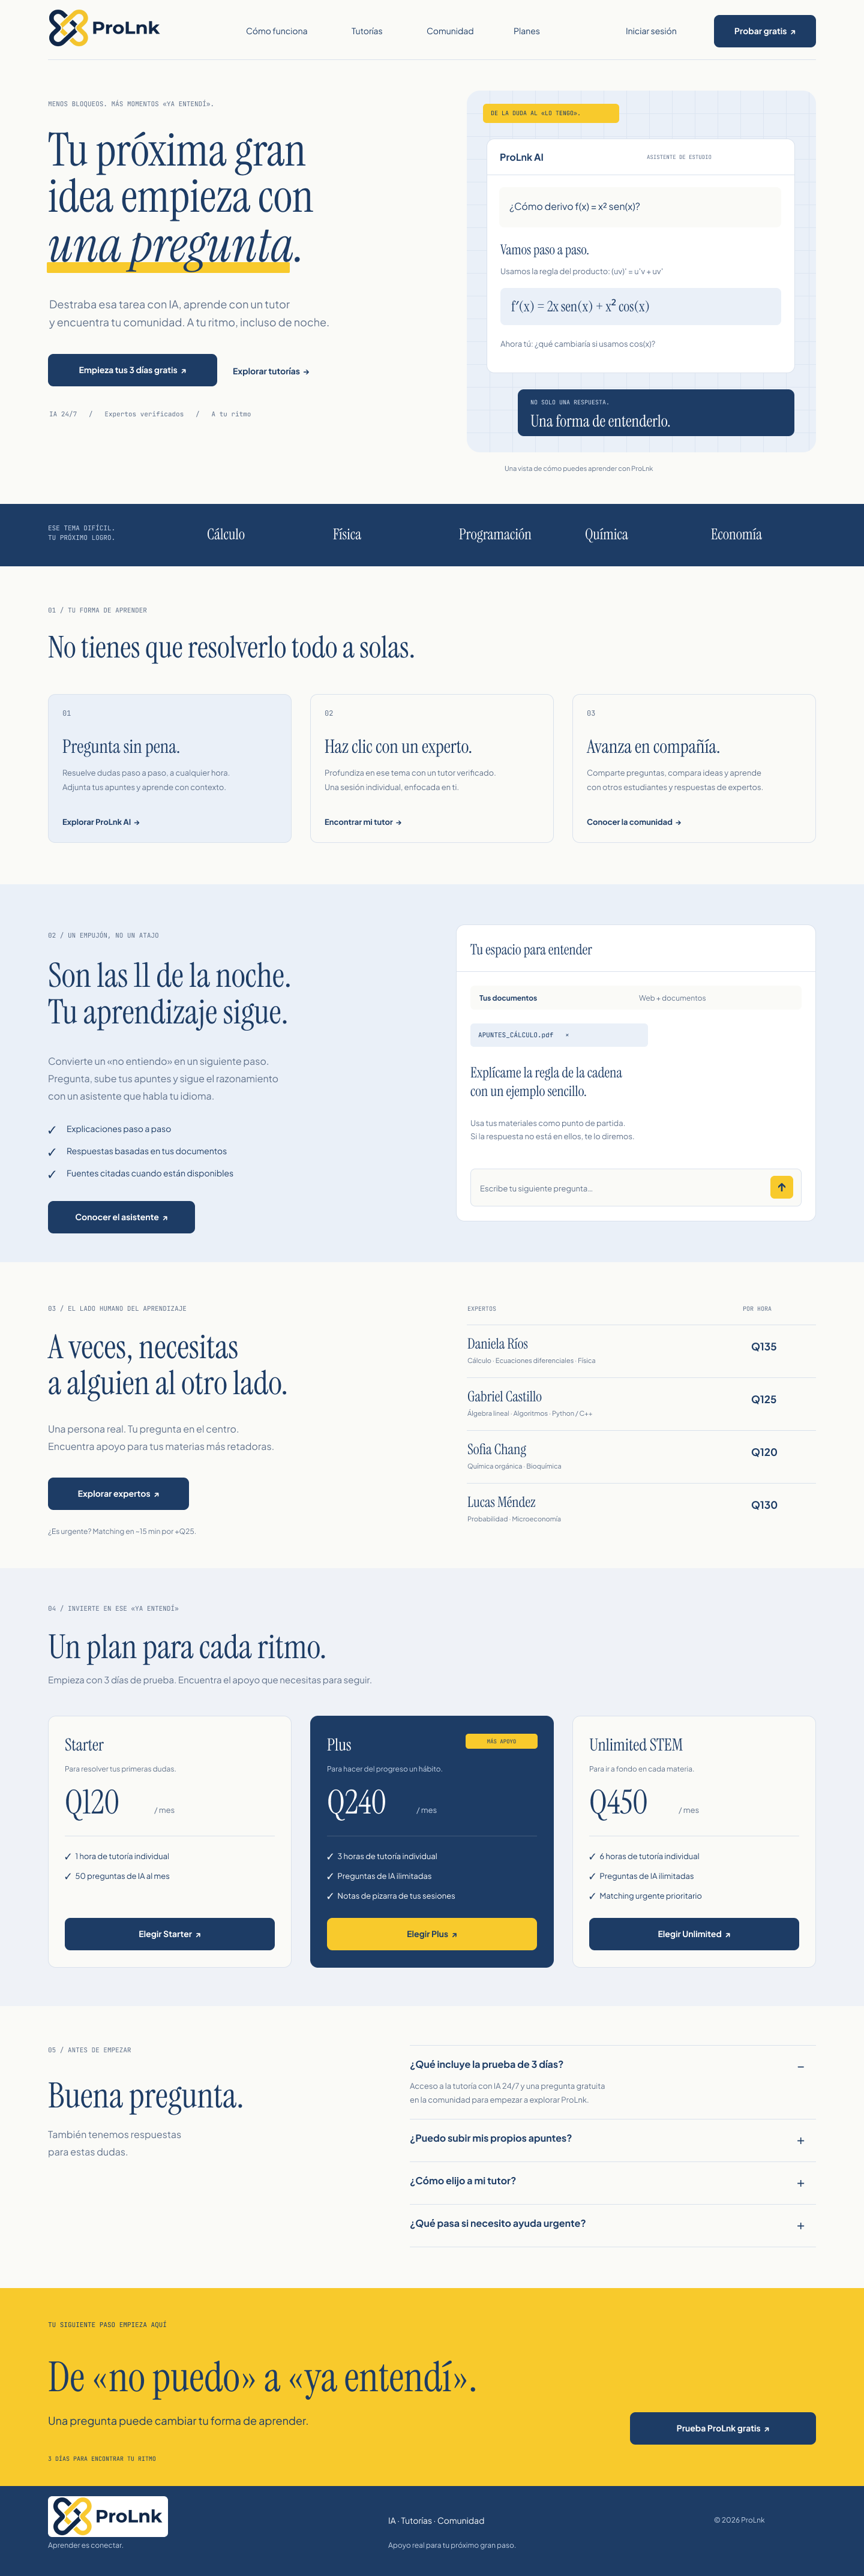 ProLnk
Cómo funciona
Tutorías
Comunidad
Planes
Iniciar sesión
Probar gratis ↗
MENOS BLOQUEOS. MÁS MOMENTOS «YA ENTENDÍ».
Tu próxima gran
idea empieza con
una pregunta.
Destraba esa tarea con IA, aprende con un tutor
y encuentra tu comunidad. A tu ritmo, incluso de noche.
Empieza tus 3 días gratis ↗
Explorar tutorías →
IA 24/7 / Expertos verificados / A tu ritmo
DE LA DUDA AL «LO TENGO».
ProLnk AI
ASISTENTE DE ESTUDIO
¿Cómo derivo f(x) = x² sen(x)?
Vamos paso a paso.
Usamos la regla del producto: (uv)′ = u′v + uv′
f′(x) = 2x sen(x) + x² cos(x)
Ahora tú: ¿qué cambiaría si usamos cos(x)?
NO SOLO UNA RESPUESTA.
Una forma de entenderlo.
Una vista de cómo puedes aprender con ProLnk
ESE TEMA DIFÍCIL.
TU PRÓXIMO LOGRO.
Cálculo
Física
Programación
Química
Economía
01 / TU FORMA DE APRENDER
No tienes que resolverlo todo a solas.
01
Pregunta sin pena.
Resuelve dudas paso a paso, a cualquier hora.
Adjunta tus apuntes y aprende con contexto.
Explorar ProLnk AI →
02
Haz clic con un experto.
Profundiza en ese tema con un tutor verificado.
Una sesión individual, enfocada en ti.
Encontrar mi tutor →
03
Avanza en compañía.
Comparte preguntas, compara ideas y aprende
con otros estudiantes y respuestas de expertos.
Conocer la comunidad →
02 / UN EMPUJÓN, NO UN ATAJO
Son las 11 de la noche.
Tu aprendizaje sigue.
Convierte un «no entiendo» en un siguiente paso.
Pregunta, sube tus apuntes y sigue el razonamiento
con un asistente que habla tu idioma.
✓ Explicaciones paso a paso
✓ Respuestas basadas en tus documentos
✓ Fuentes citadas cuando están disponibles
Conocer el asistente ↗
Tu espacio para entender
Tus documentos
Web + documentos
APUNTES_CÁLCULO.pdf ×
Explícame la regla de la cadena
con un ejemplo sencillo.
Usa tus materiales como punto de partida.
Si la respuesta no está en ellos, te lo diremos.
Escribe tu siguiente pregunta…
↑
03 / EL LADO HUMANO DEL APRENDIZAJE
A veces, necesitas
a alguien al otro lado.
Una persona real. Tu pregunta en el centro.
Encuentra apoyo para tus materias más retadoras.
Explorar expertos ↗
¿Es urgente? Matching en ~15 min por +Q25.
EXPERTOS
POR HORA
Daniela Ríos
Q135
Cálculo · Ecuaciones diferenciales · Física
Gabriel Castillo
Q125
Álgebra lineal · Algoritmos · Python / C++
Sofia Chang
Q120
Química orgánica · Bioquímica
Lucas Méndez
Q130
Probabilidad · Microeconomía
04 / INVIERTE EN ESE «YA ENTENDÍ»
Un plan para cada ritmo.
Empieza con 3 días de prueba. Encuentra el apoyo que necesitas para seguir.
Starter
Para resolver tus primeras dudas.
Q120 / mes
✓ 1 hora de tutoría individual
✓ 50 preguntas de IA al mes
Elegir Starter ↗
Plus
MÁS APOYO
Para hacer del progreso un hábito.
Q240 / mes
✓ 3 horas de tutoría individual
✓ Preguntas de IA ilimitadas
✓ Notas de pizarra de tus sesiones
Elegir Plus ↗
Unlimited STEM
Para ir a fondo en cada materia.
Q450 / mes
✓ 6 horas de tutoría individual
✓ Preguntas de IA ilimitadas
✓ Matching urgente prioritario
Elegir Unlimited ↗
05 / ANTES DE EMPEZAR
Buena pregunta.
También tenemos respuestas
para estas dudas.
¿Qué incluye la prueba de 3 días? −
Acceso a la tutoría con IA 24/7 y una pregunta gratuita
en la comunidad para empezar a explorar ProLnk.
¿Puedo subir mis propios apuntes? +
¿Cómo elijo a mi tutor? +
¿Qué pasa si necesito ayuda urgente? +
TU SIGUIENTE PASO EMPIEZA AQUÍ
De «no puedo» a «ya entendí».
Una pregunta puede cambiar tu forma de aprender.
Prueba ProLnk gratis ↗
3 DÍAS PARA ENCONTRAR TU RITMO
ProLnk
Aprender es conectar.
IA · Tutorías · Comunidad
Apoyo real para tu próximo gran paso.
© 2026 ProLnk